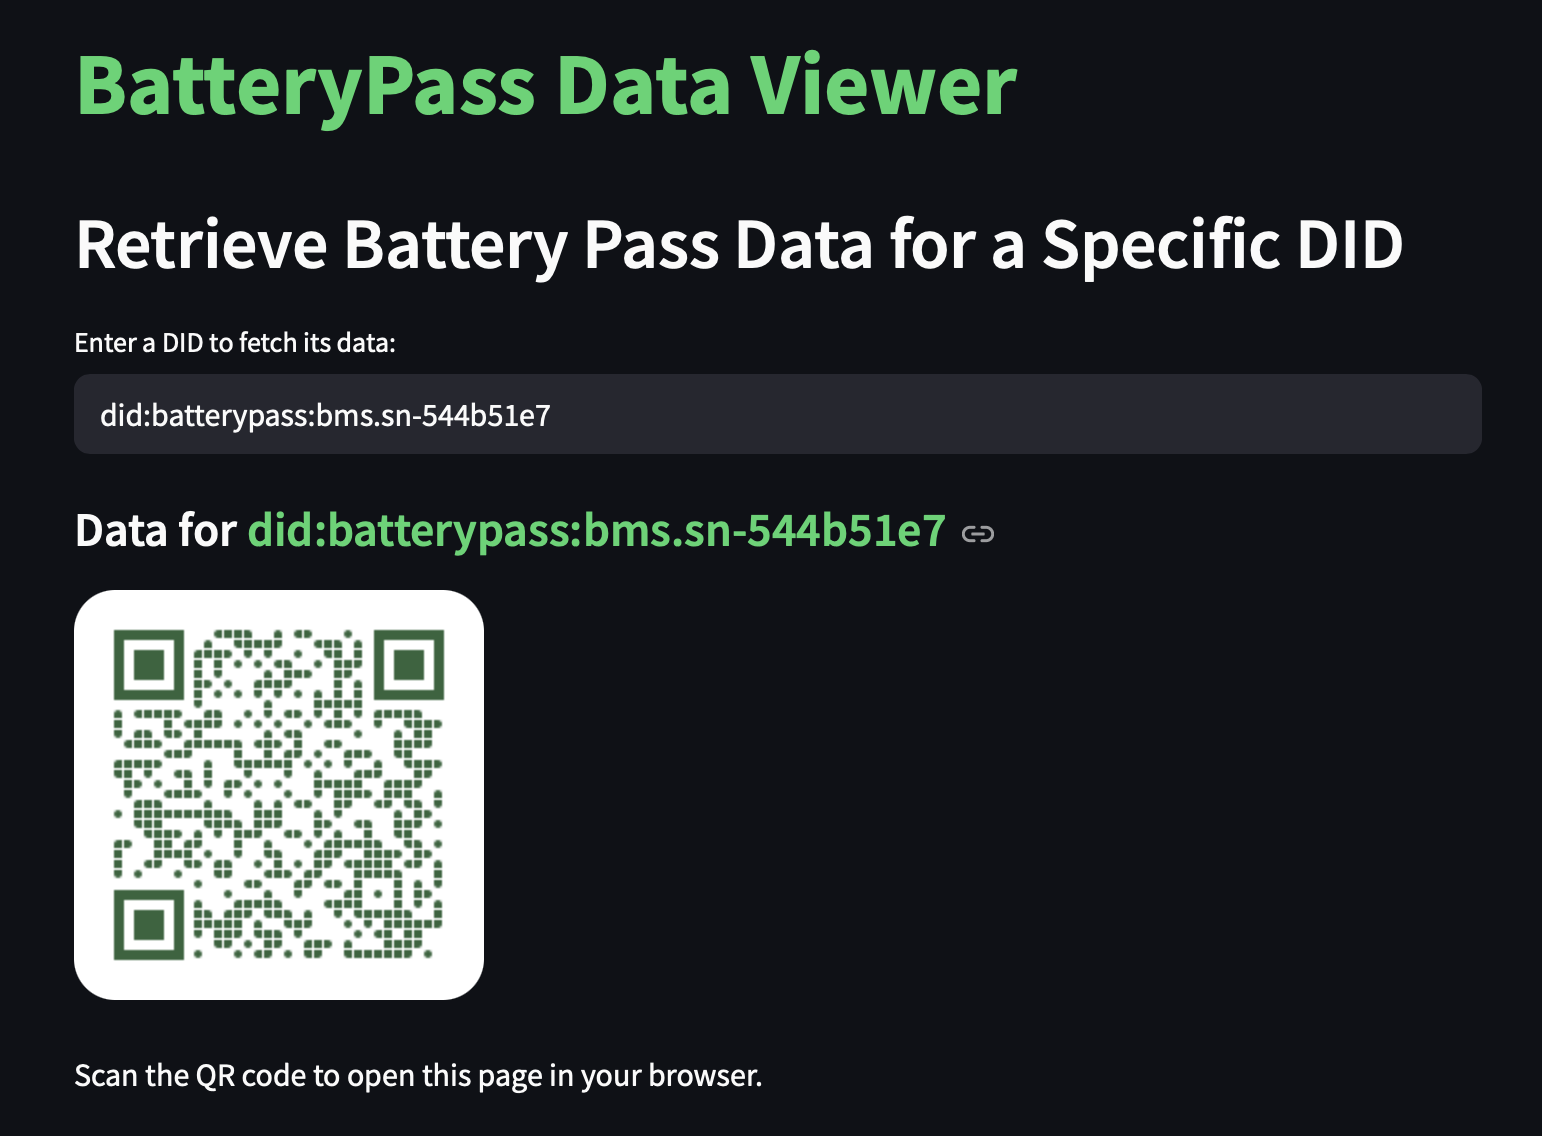 BatteryPass Data Viewer
Retrieve Battery Pass Data for a Specific DID
Enter a DID to fetch its data:
did:batterypass:bms.sn-544b51e7
Data for did:batterypass:bms.sn-544b51e7
Scan the QR code to open this page in your browser.